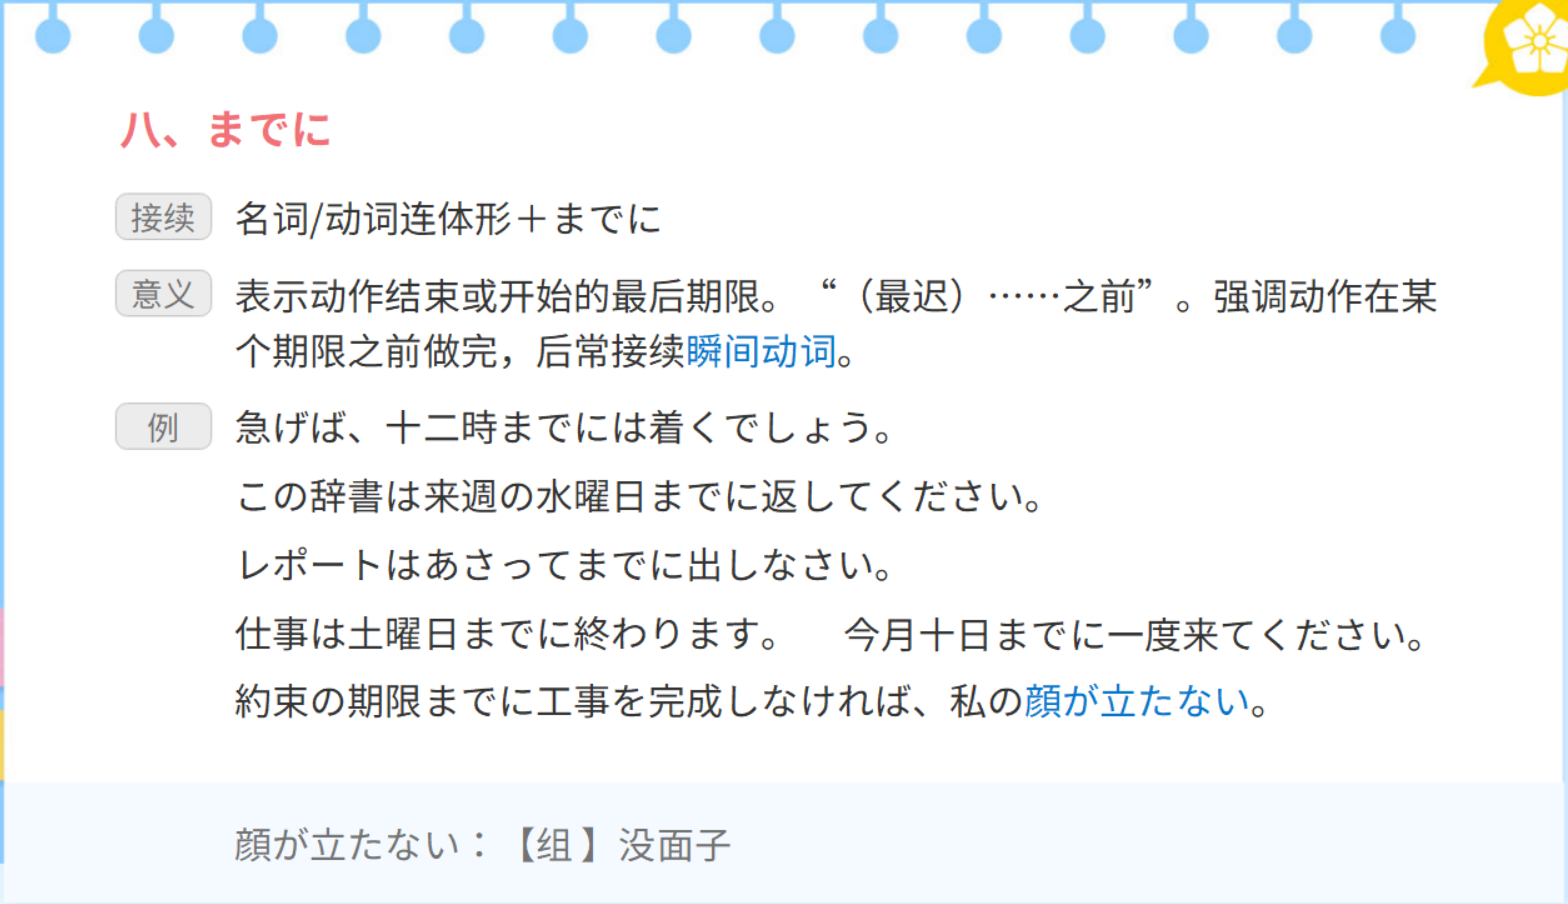 八、までに
接续 名词/动词连体形＋までに
意义 表示动作结束或开始的最后期限。“（最迟）……之前”。强调动作在某
个期限之前做完，后常接续瞬间动词。
例 急げば、十二時までには着くでしょう。
この辞書は来週の水曜日までに返してください。
レポートはあさってまでに出しなさい。
仕事は土曜日までに終わります。 今月十日までに一度来てください。
約束の期限までに工事を完成しなければ、私の顔が立たない。
顔が立たない：【组】没面子